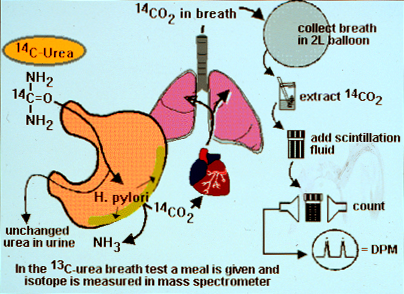 ¹⁴CO₂ in breath
collect breath
in 2L balloon
¹⁴C-Urea
NH₂
¹⁴C=O
NH₂
extract ¹⁴CO₂
add scintillation
fluid
H. pylori
¹⁴CO₂
count
unchanged
urea in urine
NH₃
= DPM
In the ¹³C-urea breath test a meal is given and
isotope is measured in mass spectrometer